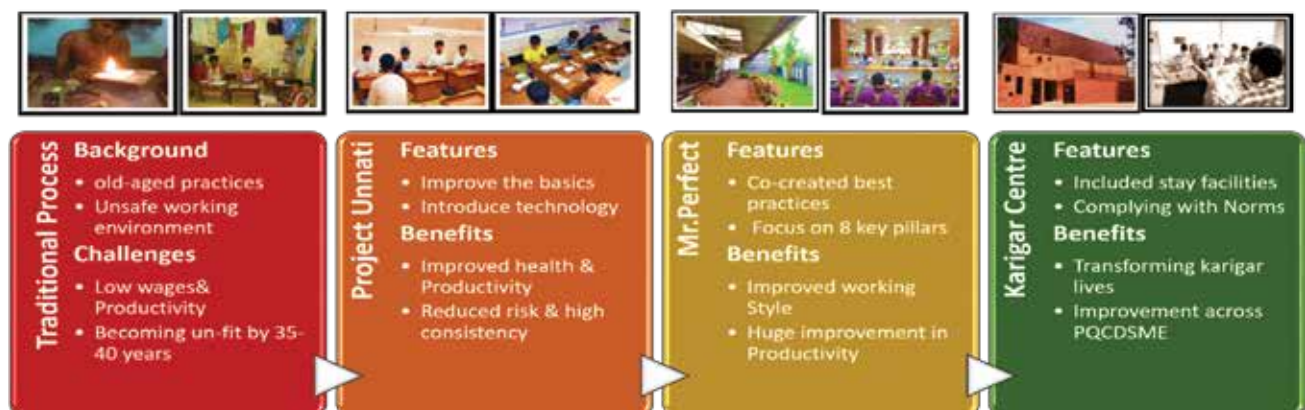 Traditional Process
Background
• old-aged practices
• Unsafe working
environment
Challenges
• Low wages&
Productivity
• Becoming un-fit by 35-
40 years
Project Unnati
Features
• Improve the basics
• Introduce technology
Benefits
• Improved health &
Productivity
• Reduced risk & high
consistency
Mr.Perfect
Features
• Co-created best
practices
• Focus on 8 key pillars
Benefits
• Improved working
Style
• Huge improvement in
Productivity
Karigar Centre
Features
• Included stay facilities
• Complying with Norms
Benefits
• Transforming karigar
lives
• Improvement across
PQCDSME